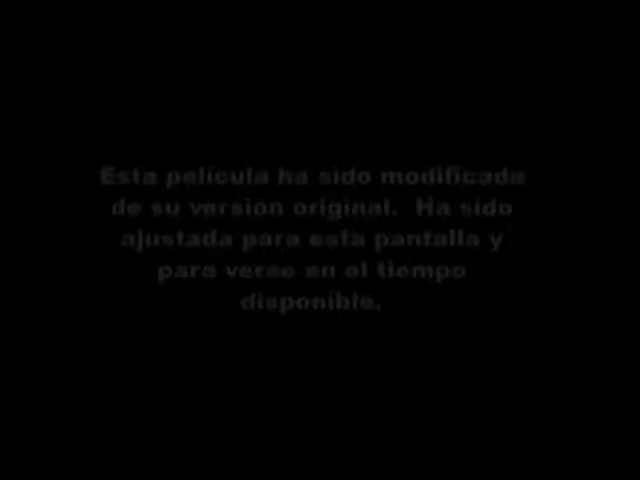 Esta película ha sido modificada
de su versión original.  Ha sido
ajustada para esta pantalla y
para verse en el tiempo
disponible.